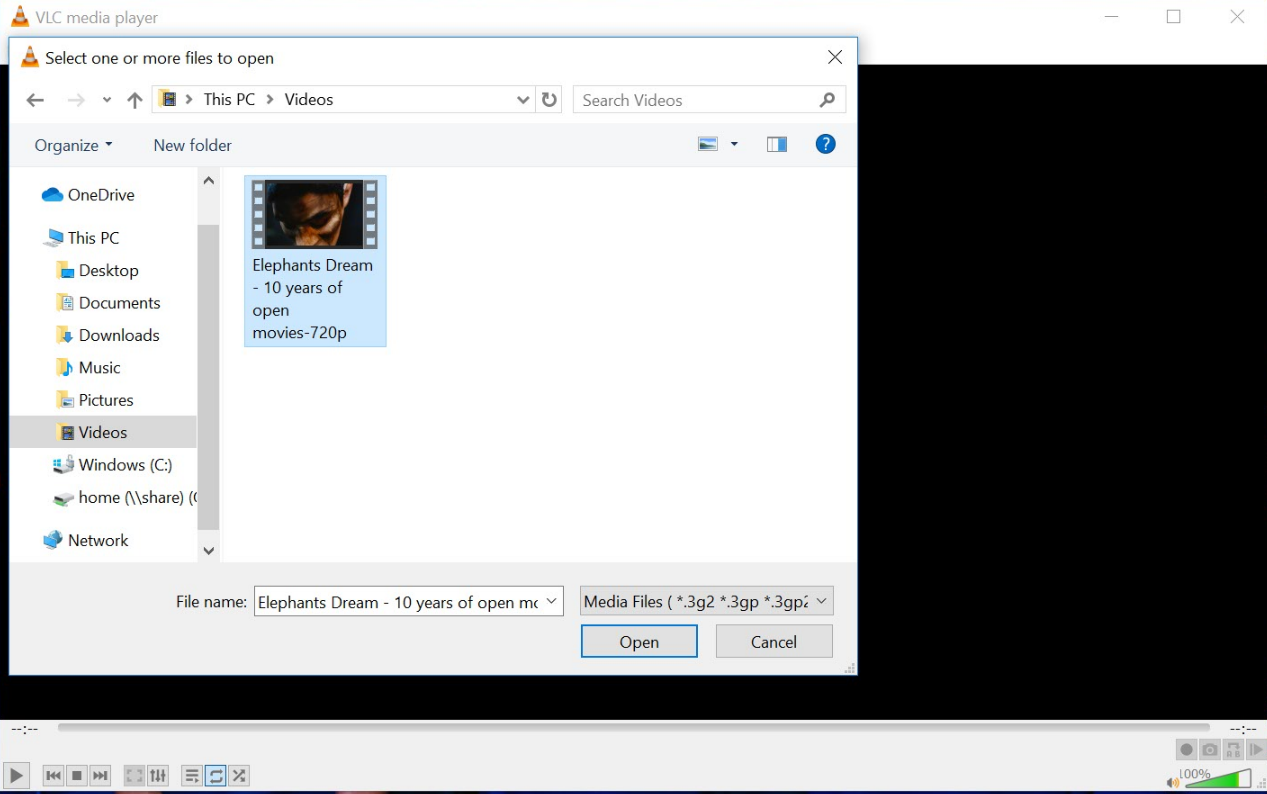 VLC media player
Select one or more files to open
This PC
Videos
Search Videos
Organize
New folder
OneDrive
This PC
Desktop
Documents
Downloads
Music
Pictures
Videos
Windows (C:)
home (\\share) (
Network
Elephants Dream
- 10 years of
open
movies-720p
File name:
Elephants Dream - 10 years of open
Media Files ( *.3g2 *.3gp *.3gp2
Open
Cancel
--:--
--:--
100%